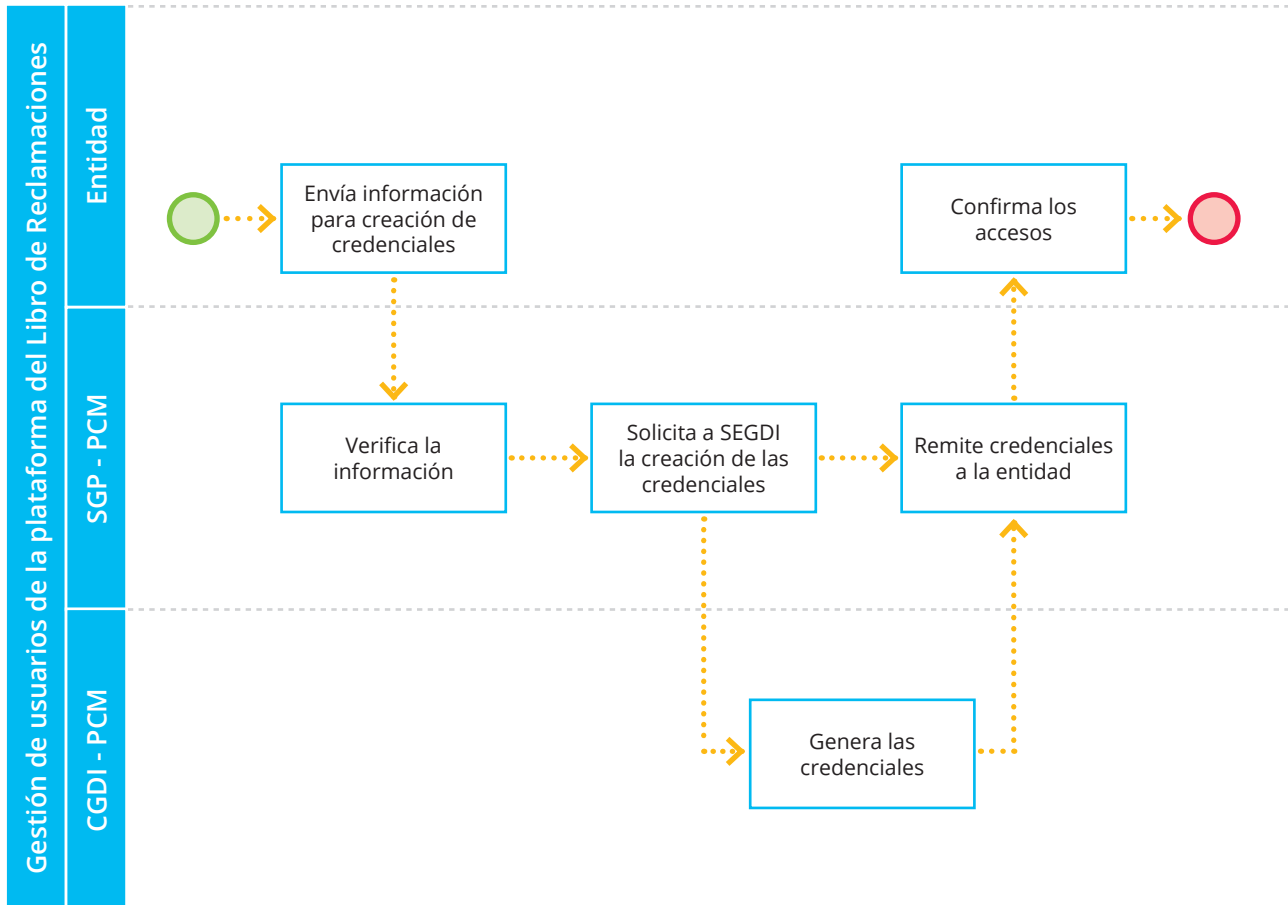 Gestión de usuarios de la plataforma del Libro de Reclamaciones
Entidad
Envía información
para creación de
credenciales
Confirma los
accesos
SGP - PCM
Verifica la
información
Solicita a SEGDI
la creación de las
credenciales
Remite credenciales
a la entidad
CGDI - PCM
Genera las
credenciales